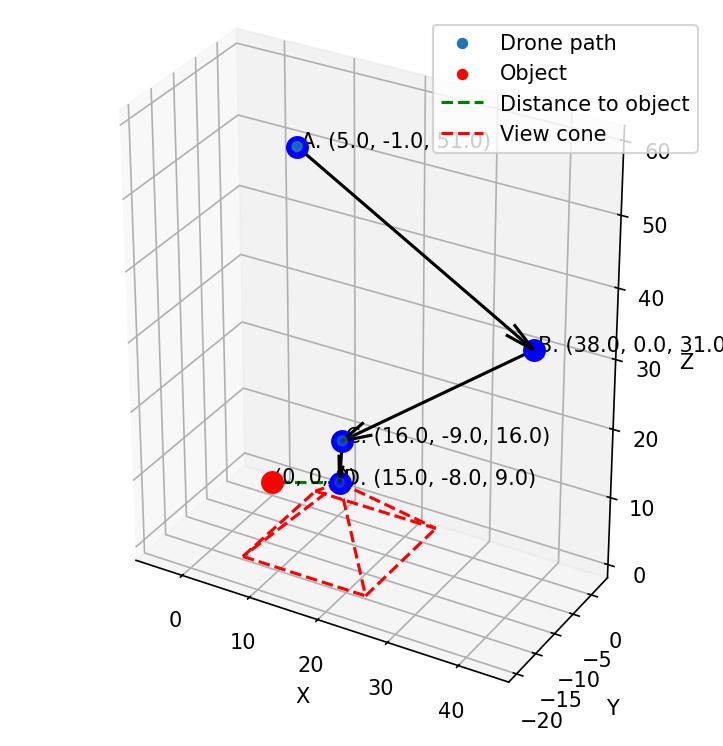 Drone path
Object
Distance to object
View cone
A. (5.0, -1.0, 51.0)
B. (38.0, 0.0, 31.0
C. (16.0, -9.0, 16.0)
(0, 0,
D. (15.0, -8.0, 9.0)
60
50
40
30
20
10
0
Z
0
10
20
30
40
X
0
−5
−10
−15
−20
Y